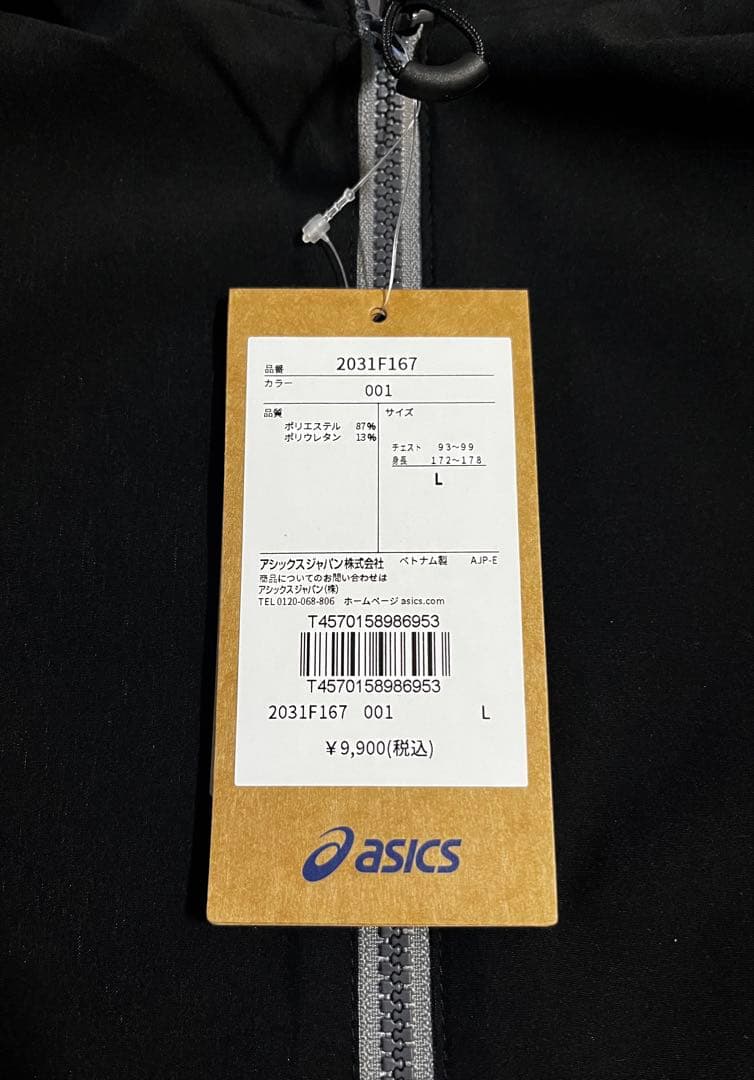 品番 2031F167
カラー 001
品質
ポリエステル 87%
ポリウレタン 13%
サイズ
チェスト 93~99
身長 172~178
L
アシックスジャパン株式会社 ベトナム製 AJP-E
商品についてのお問い合わせは
アシックスジャパン(株)
TEL 0120-068-806 ホームページ asics.com
T4570158986953
T4570158986953
2031F167 001 L
¥9,900(税込)
asics